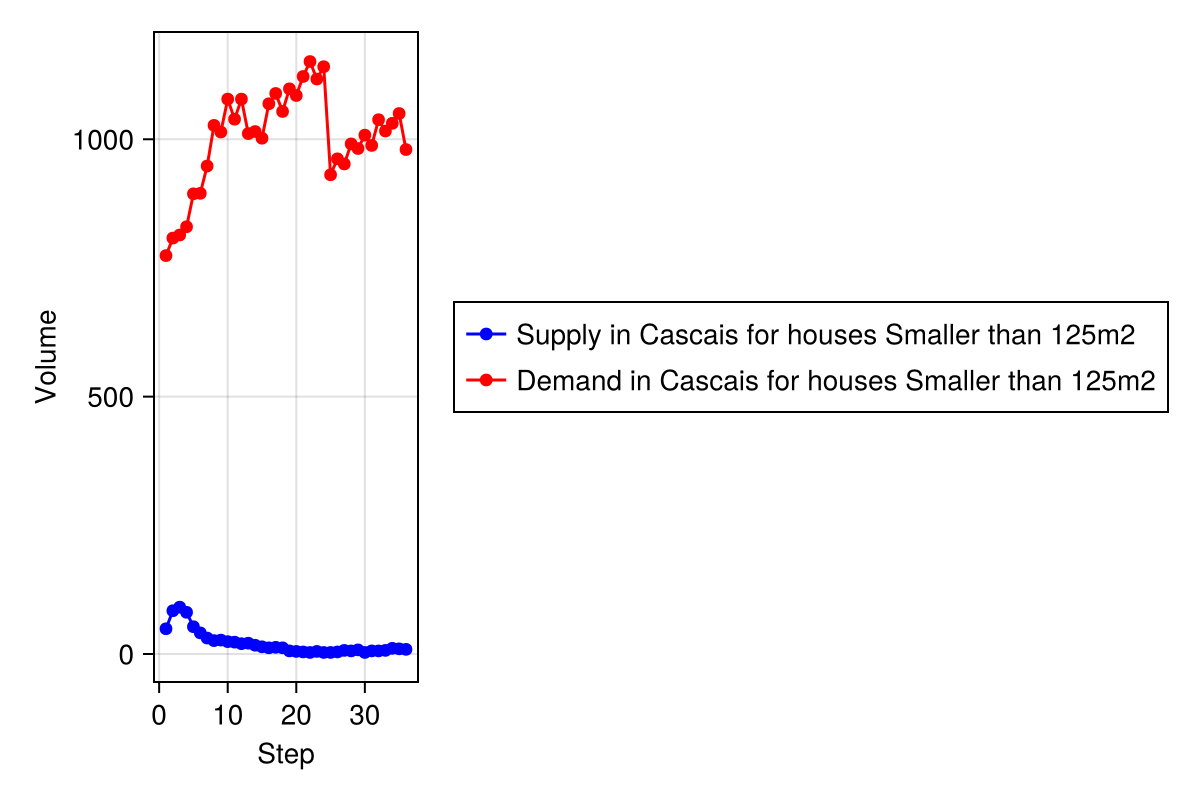 1000
500
0
Volume
0 10 20 30
Step
Supply in Cascais for houses Smaller than 125m2
Demand in Cascais for houses Smaller than 125m2